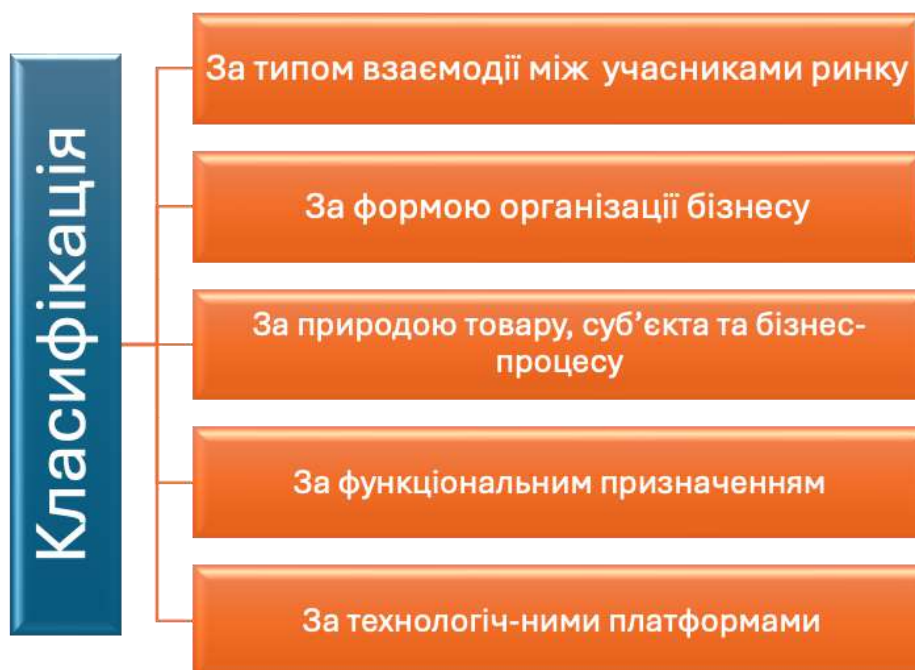 Класифікація
За типом взаємодії між учасниками ринку
За формою організації бізнесу
За природою товару, суб’єкта та бізнес-
процесу
За функціональним призначенням
За технологіч-ними платформами